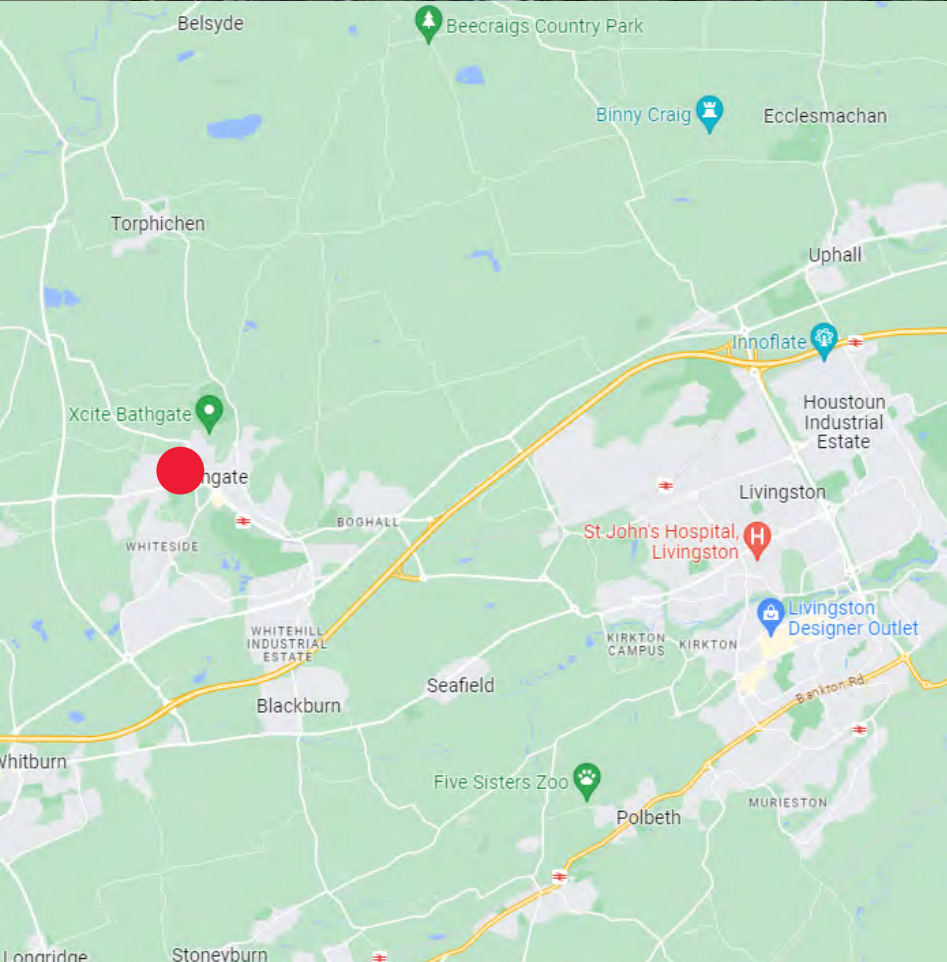 Belsyde
Beecraigs Country Park
Binny Craig
Ecclesmachan
Torphichen
Uphall
Innoflate
Xcite Bathgate
Houstoun
Industrial
Estate
hgate
Livingston
BOGHALL
St John's Hospital,
Livingston
H
WHITESIDE
Livingston
Designer Outlet
WHITEHILL
INDUSTRIAL
ESTATE
KIRKTON
CAMPUS
KIRKTON
Seafield
Bankton Rd
Blackburn
Whitburn
Five Sisters Zoo
Polbeth
MURIESTON
Longridge
Stoneyburn